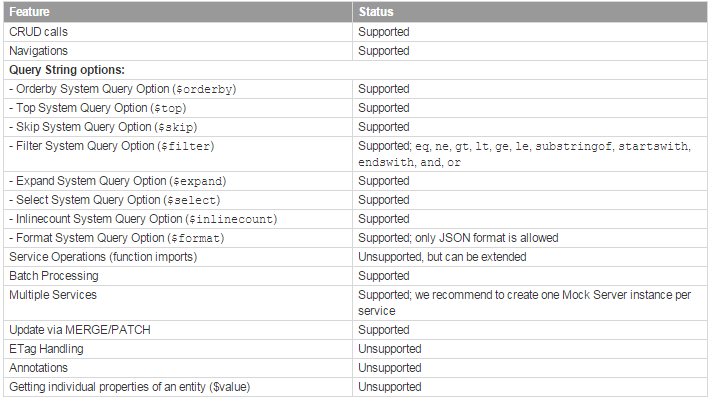 Feature Status
CRUD calls Supported
Navigations Supported
Query String options:
- Orderby System Query Option ($orderby) Supported
- Top System Query Option ($top) Supported
- Skip System Query Option ($skip) Supported
- Filter System Query Option ($filter) Supported; eq, ne, gt, lt, ge, le, substringof, startswith,
endswith, and, or
- Expand System Query Option ($expand) Supported
- Select System Query Option ($select) Supported
- Inlinecount System Query Option ($inlinecount) Supported
- Format System Query Option ($format) Supported; only JSON format is allowed
Service Operations (function imports) Unsupported, but can be extended
Batch Processing Supported
Multiple Services Supported; we recommend to create one Mock Server instance per
service
Update via MERGE/PATCH Supported
ETag Handling Unsupported
Annotations Unsupported
Getting individual properties of an entity ($value) Unsupported